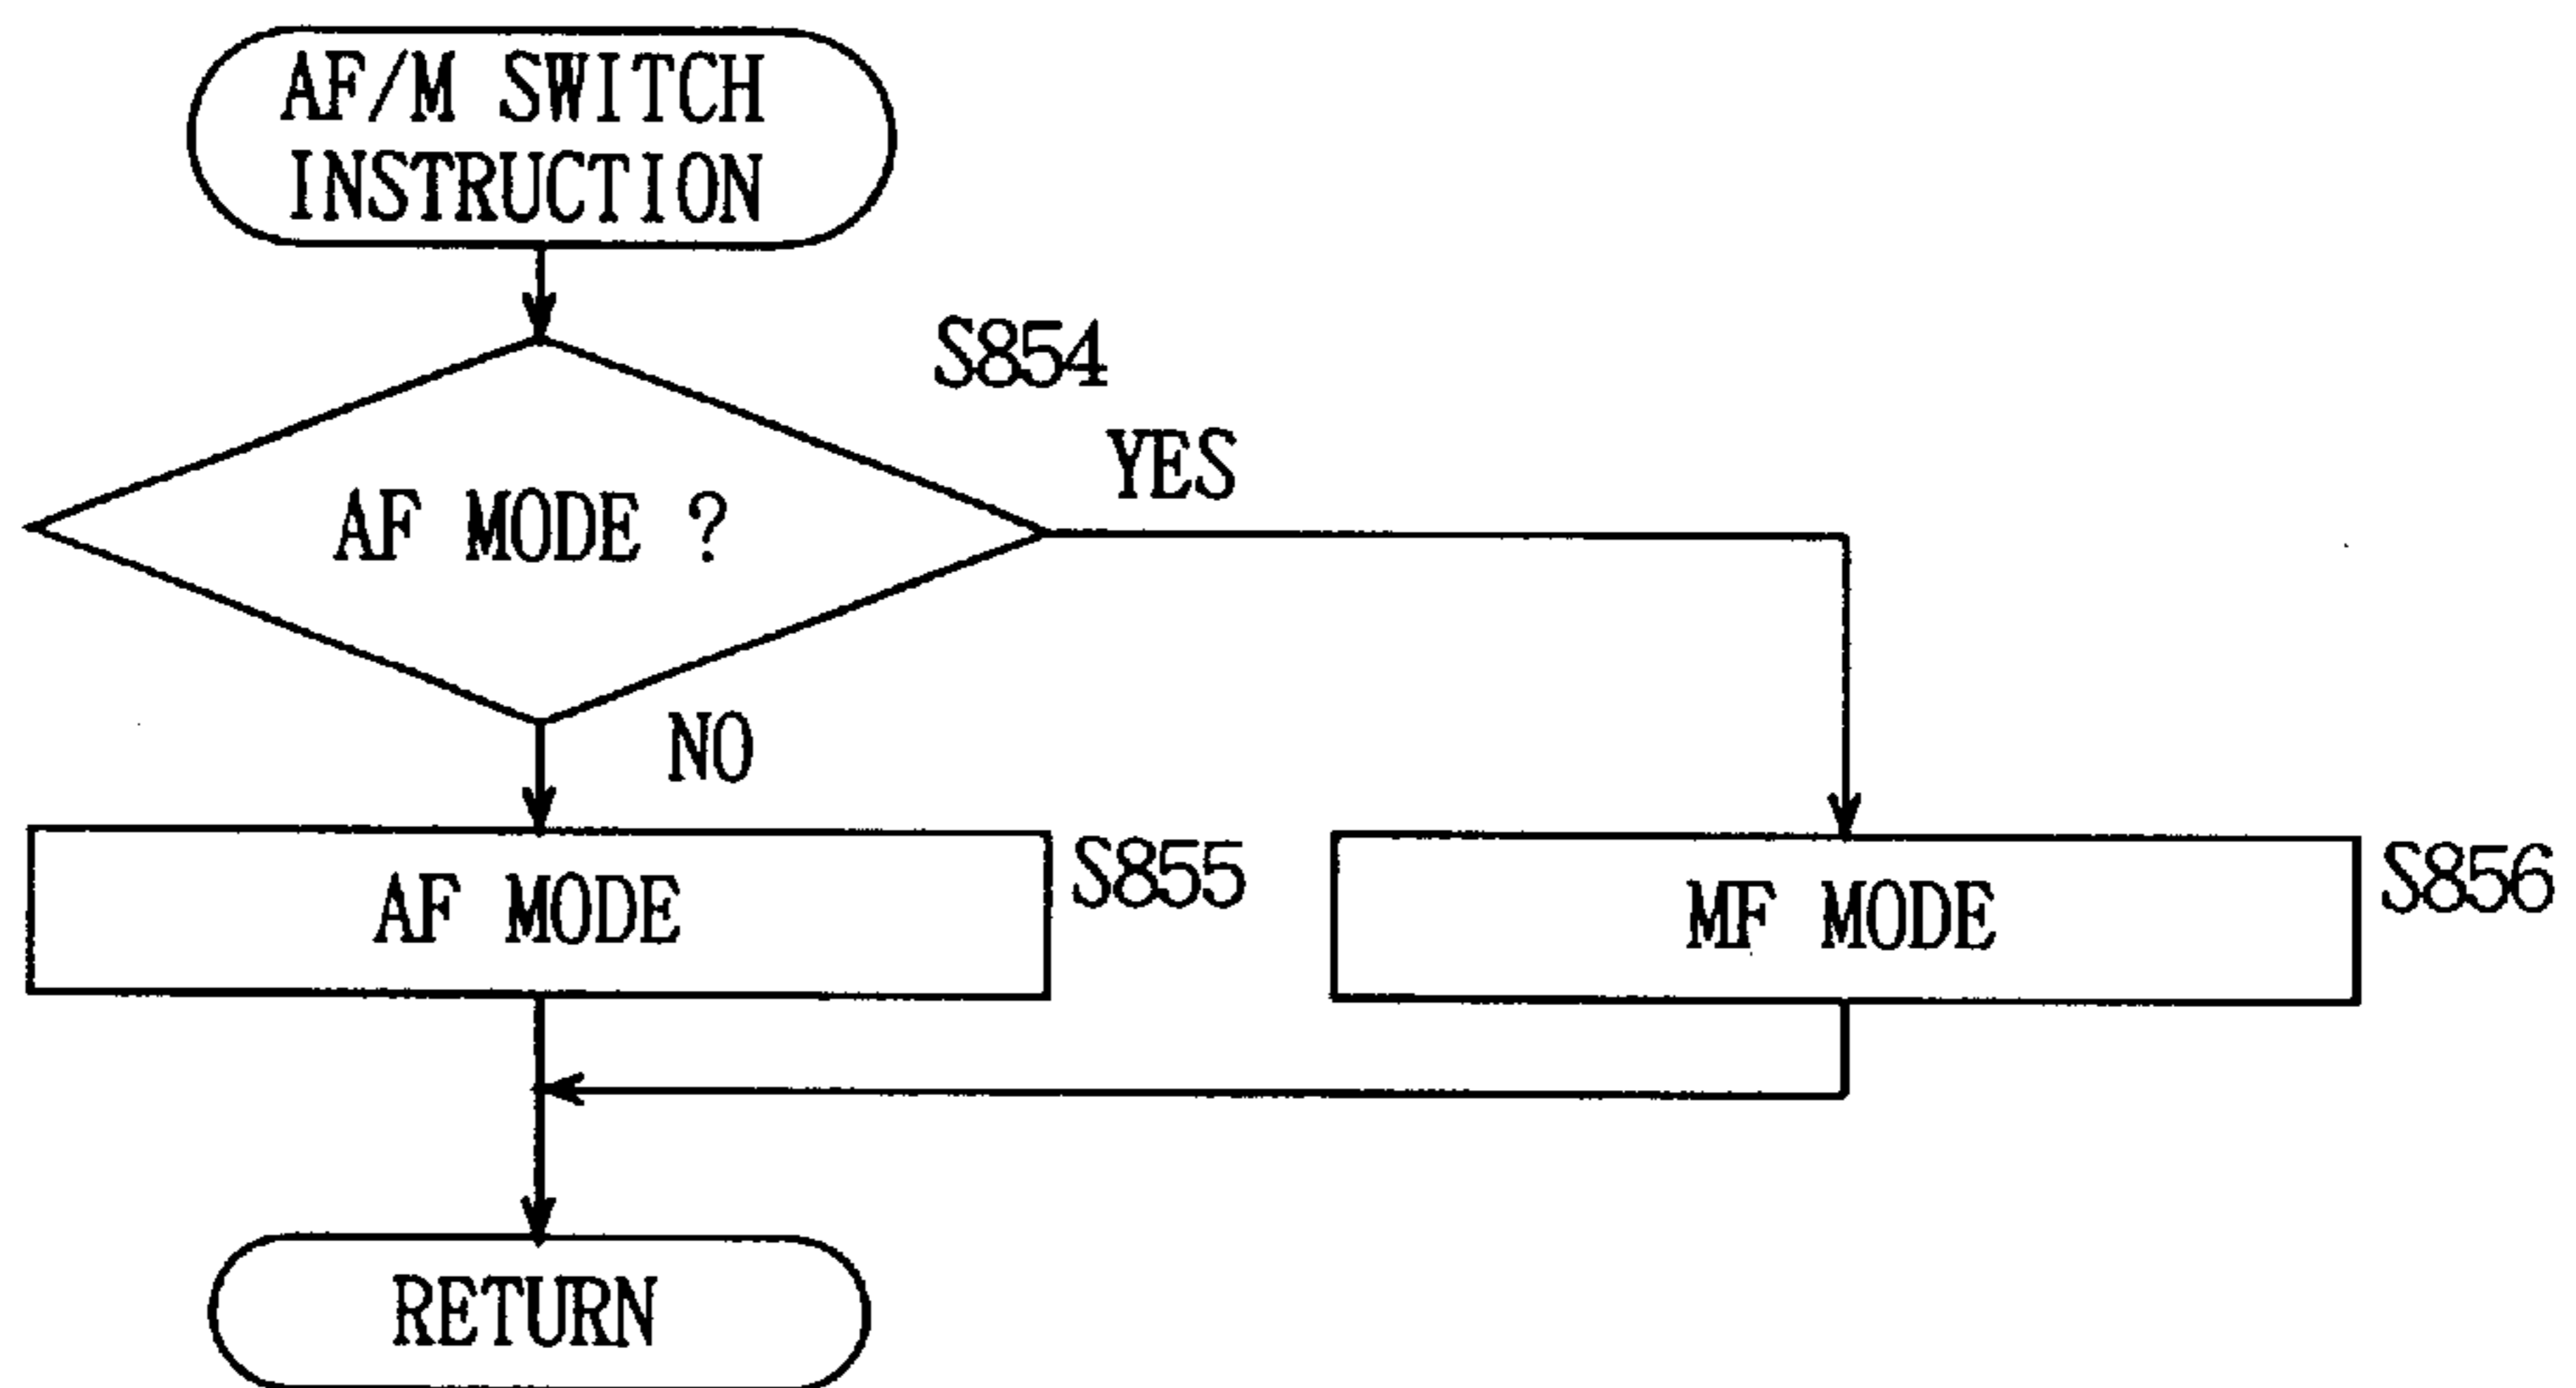 AF/M SWITCH
INSTRUCTION
S854
AF MODE ?
YES
NO
AF MODE
S855
MF MODE
S856
RETURN